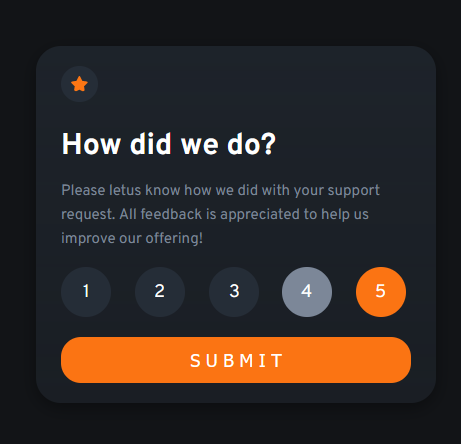 How did we do?
Please letus know how we did with your support
request. All feedback is appreciated to help us
improve our offering!
1 2 3 4 5
SUBMIT